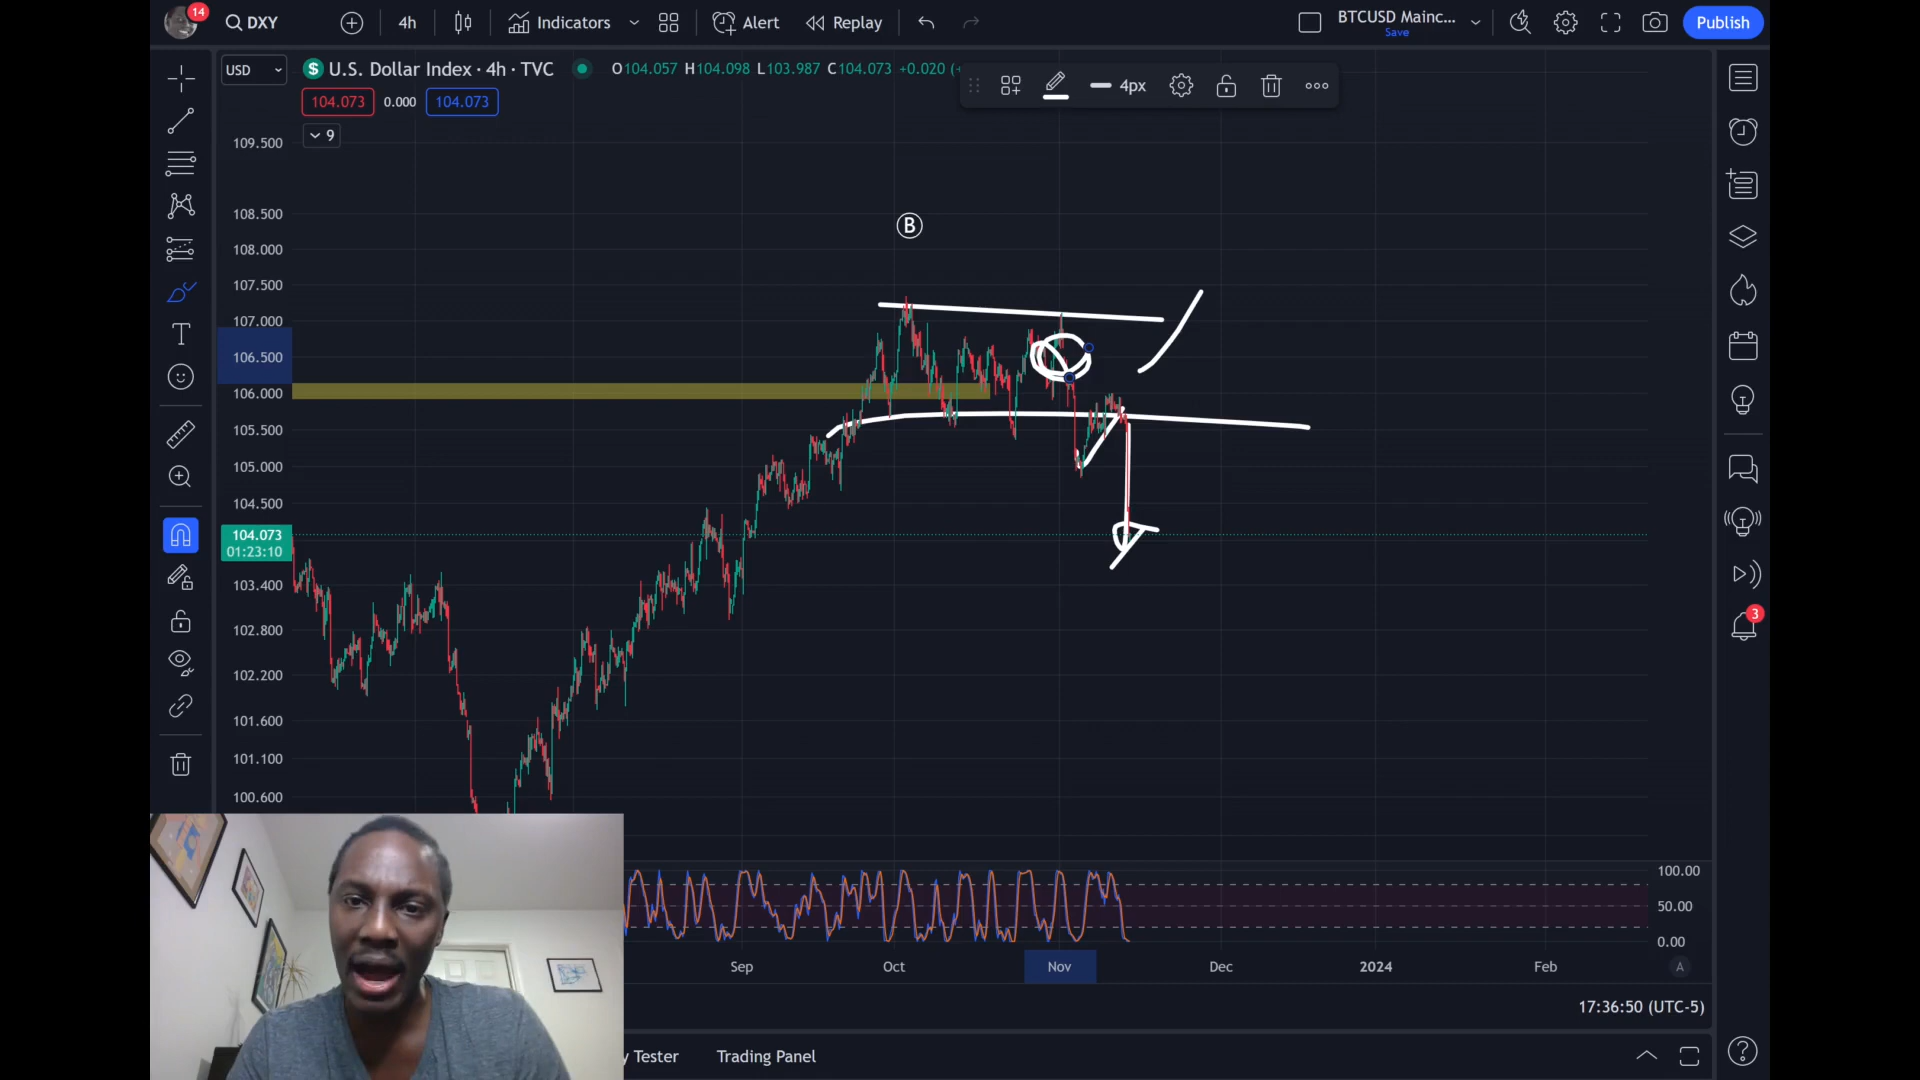 14
DXY
4h
Indicators
Alert
Replay
BTCUSD Mainc...
Save
Publish
USD
$ U.S. Dollar Index · 4h · TVC
O104.057 H104.098 L103.987 C104.073 +0.020 (+
104.073 0.000 104.073
9
4px
109.500
108.500
108.000
107.500
107.000
106.500
106.000
105.500
105.000
104.500
104.073
01:23:10
103.400
102.800
102.200
101.600
101.100
100.600
B
3
100.00
50.00
0.00
Sep Oct Nov Dec 2024 Feb A
17:36:50 (UTC-5)
y Tester Trading Panel